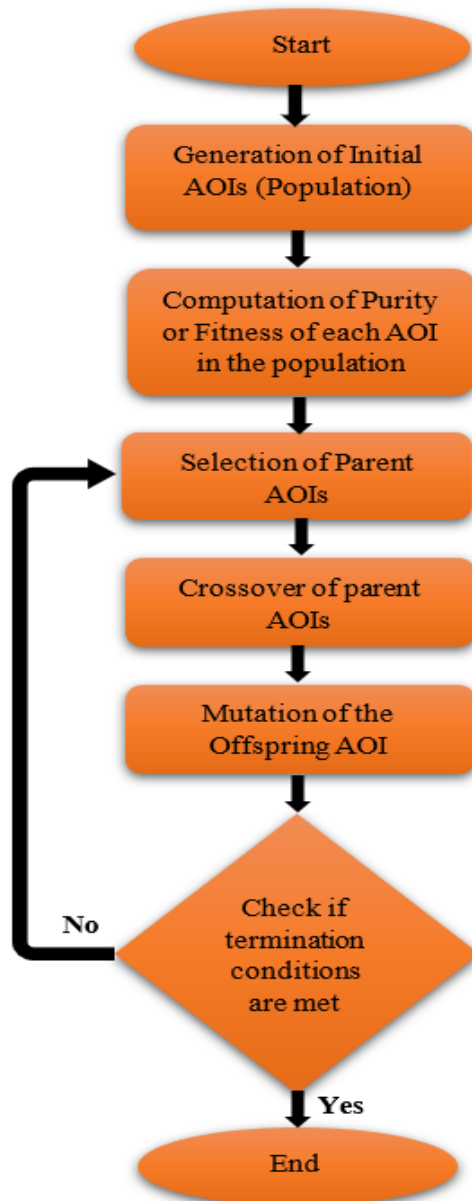 Start
Generation of Initial
AOIs (Population)
Computation of Purity
or Fitness of each AOI
in the population
Selection of Parent
AOIs
Crossover of parent
AOIs
Mutation of the
Offspring AOI
Check if
termination
conditions
are met
No
Yes
End